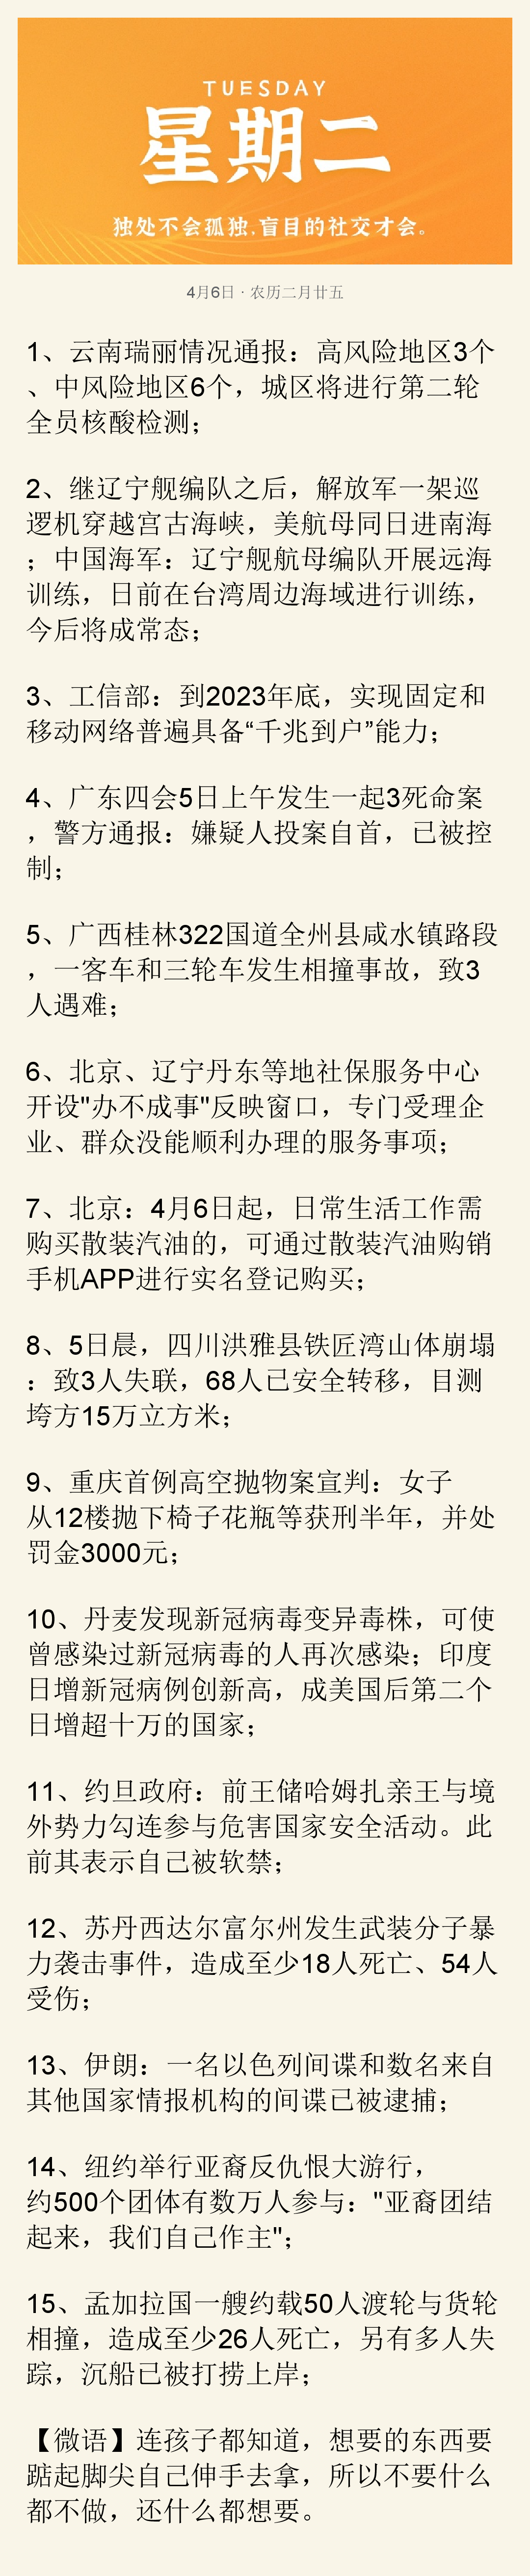 TUESDAY
星期二
独处不会孤独,盲目的社交才会。
4月6日 · 农历二月廿五
1、云南瑞丽情况通报：高风险地区3个
、中风险地区6个，城区将进行第二轮
全员核酸检测；
2、继辽宁舰编队之后，解放军一架巡
逻机穿越宫古海峡，美航母同日进南海
；中国海军：辽宁舰航母编队开展远海
训练，日前在台湾周边海域进行训练，
今后将成常态；
3、工信部：到2023年底，实现固定和
移动网络普遍具备“千兆到户”能力；
4、广东四会5日上午发生一起3死命案
，警方通报：嫌疑人投案自首，已被控
制；
5、广西桂林322国道全州县咸水镇路段
，一客车和三轮车发生相撞事故，致3
人遇难；
6、北京、辽宁丹东等地社保服务中心
开设"办不成事"反映窗口，专门受理企
业、群众没能顺利办理的服务事项；
7、北京：4月6日起，日常生活工作需
购买散装汽油的，可通过散装汽油购销
手机APP进行实名登记购买；
8、5日晨，四川洪雅县铁匠湾山体崩塌
：致3人失联，68人已安全转移，目测
垮方15万立方米；
9、重庆首例高空抛物案宣判：女子
从12楼抛下椅子花瓶等获刑半年，并处
罚金3000元；
10、丹麦发现新冠病毒变异毒株，可使
曾感染过新冠病毒的人再次感染；印度
日增新冠病例创新高，成美国后第二个
日增超十万的国家；
11、约旦政府：前王储哈姆扎亲王与境
外势力勾连参与危害国家安全活动。此
前其表示自己被软禁；
12、苏丹西达尔富尔州发生武装分子暴
力袭击事件，造成至少18人死亡、54人
受伤；
13、伊朗：一名以色列间谍和数名来自
其他国家情报机构的间谍已被逮捕；
14、纽约举行亚裔反仇恨大游行，
约500个团体有数万人参与："亚裔团结
起来，我们自己作主"；
15、孟加拉国一艘约载50人渡轮与货轮
相撞，造成至少26人死亡，另有多人失
踪，沉船已被打捞上岸；
【微语】连孩子都知道，想要的东西要
踮起脚尖自己伸手去拿，所以不要什么
都不做，还什么都想要。